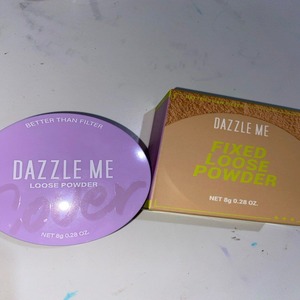 BETTER THAN FILTER
DAZZLE ME
LOOSE POWDER
NET 8g 0.28 OZ.
DAZZLE ME
FIXED
LOOSE
POWDER
NET 8g 0.28 OZ.